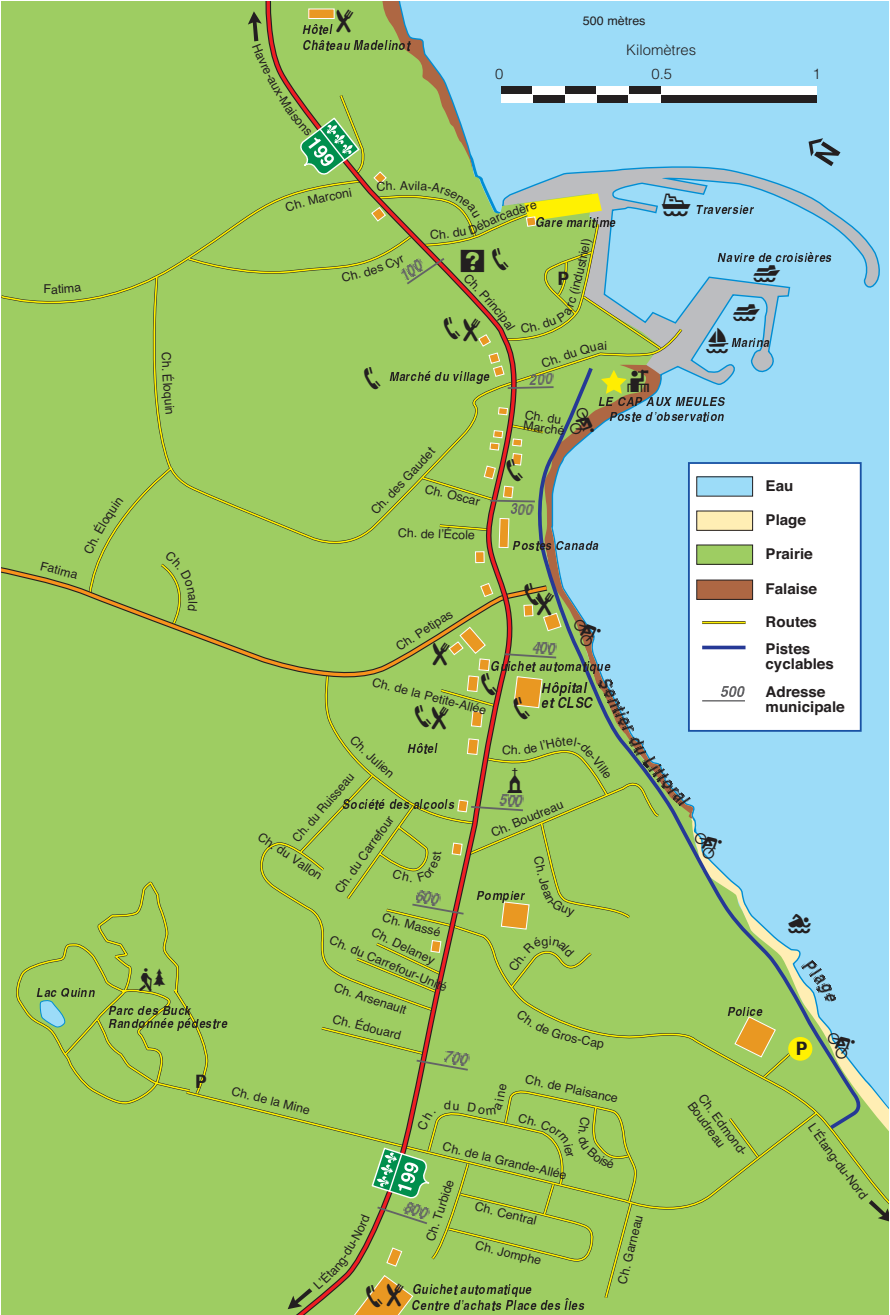 500 mètres
Kilomètres
0 0.5 1
N
Hôtel
Château Madelinot
Havre-aux-Maisons
199
Ch. Avila-Arseneau
Ch. Marconi
Ch. du Débarcadère
Gare maritime
Traversier
Navire de croisières
Marina
Ch. des Cyr
100
?
P
Ch. Principal
Ch. du Parc (industriel)
Fatima
Ch. Éloquin
Ch. du Quai
Marché du village
200
LE CAP AUX MEULES
Poste d'observation
Ch. du
Marché
Ch. des Gaudet
Ch. Oscar
300
Ch. de l'École
Postes Canada
Ch. Éloquin
Ch. Donald
Fatima
Ch. Petipas
400
Guichet automatique
Hôpital
et CLSC
Ch. de la Petite-Allée
Hôtel
Sentier du Littoral
Ch. de l'Hôtel-de-Ville
Ch. Julien
Ch. du Ruisseau
Société des alcools
500
Ch. Boudreau
Ch. du Vallon
Ch. du Carrefour
Ch. Forest
Ch. Jean-Guy
600
Pompier
Ch. Massé
Ch. Delaney
Ch. du Carrefour-Unité
Ch. Réginald
Ch. Arsenault
Ch. Édouard
Ch. de Gros-Cap
700
Plage
Police
P
Lac Quinn
Parc des Buck
Randonnée pédestre
P
Ch. de la Mine
Ch. du Domaine
Ch. de Plaisance
Ch. Cormier
Ch. du Boisé
Ch. Edmond-
Boudreau
L'Étang-du-Nord
Ch. de la Grande-Allée
199
800
Ch. Turbide
Ch. Central
Ch. Jomphe
Ch. Garneau
L'Étang-du-Nord
Guichet automatique
Centre d'achats Place des Îles
Eau
Plage
Prairie
Falaise
Routes
Pistes
cyclables
500 Adresse
municipale